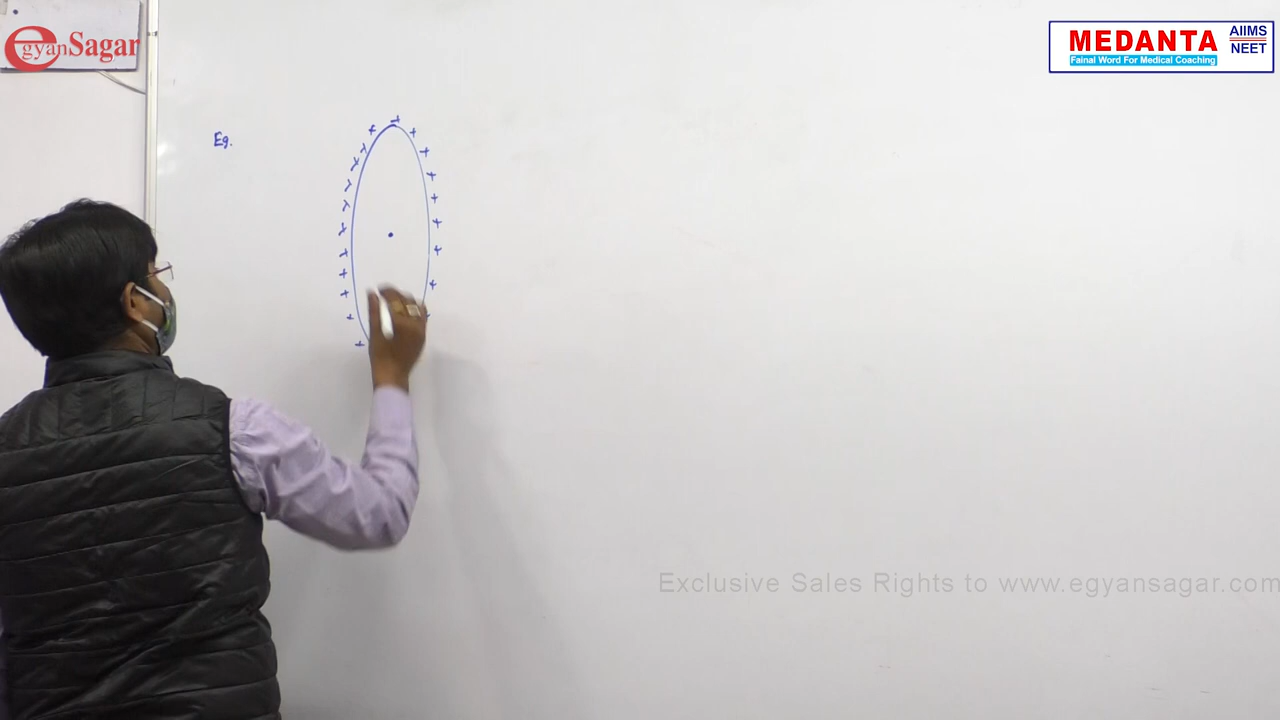 egyanSagar
MEDANTA
AIIMS
NEET
Fainal Word For Medical Coaching
Eg.
+ + + + + + + + + + + + + + + + + + + + + +
Exclusive Sales Rights to www.egyansagar.com